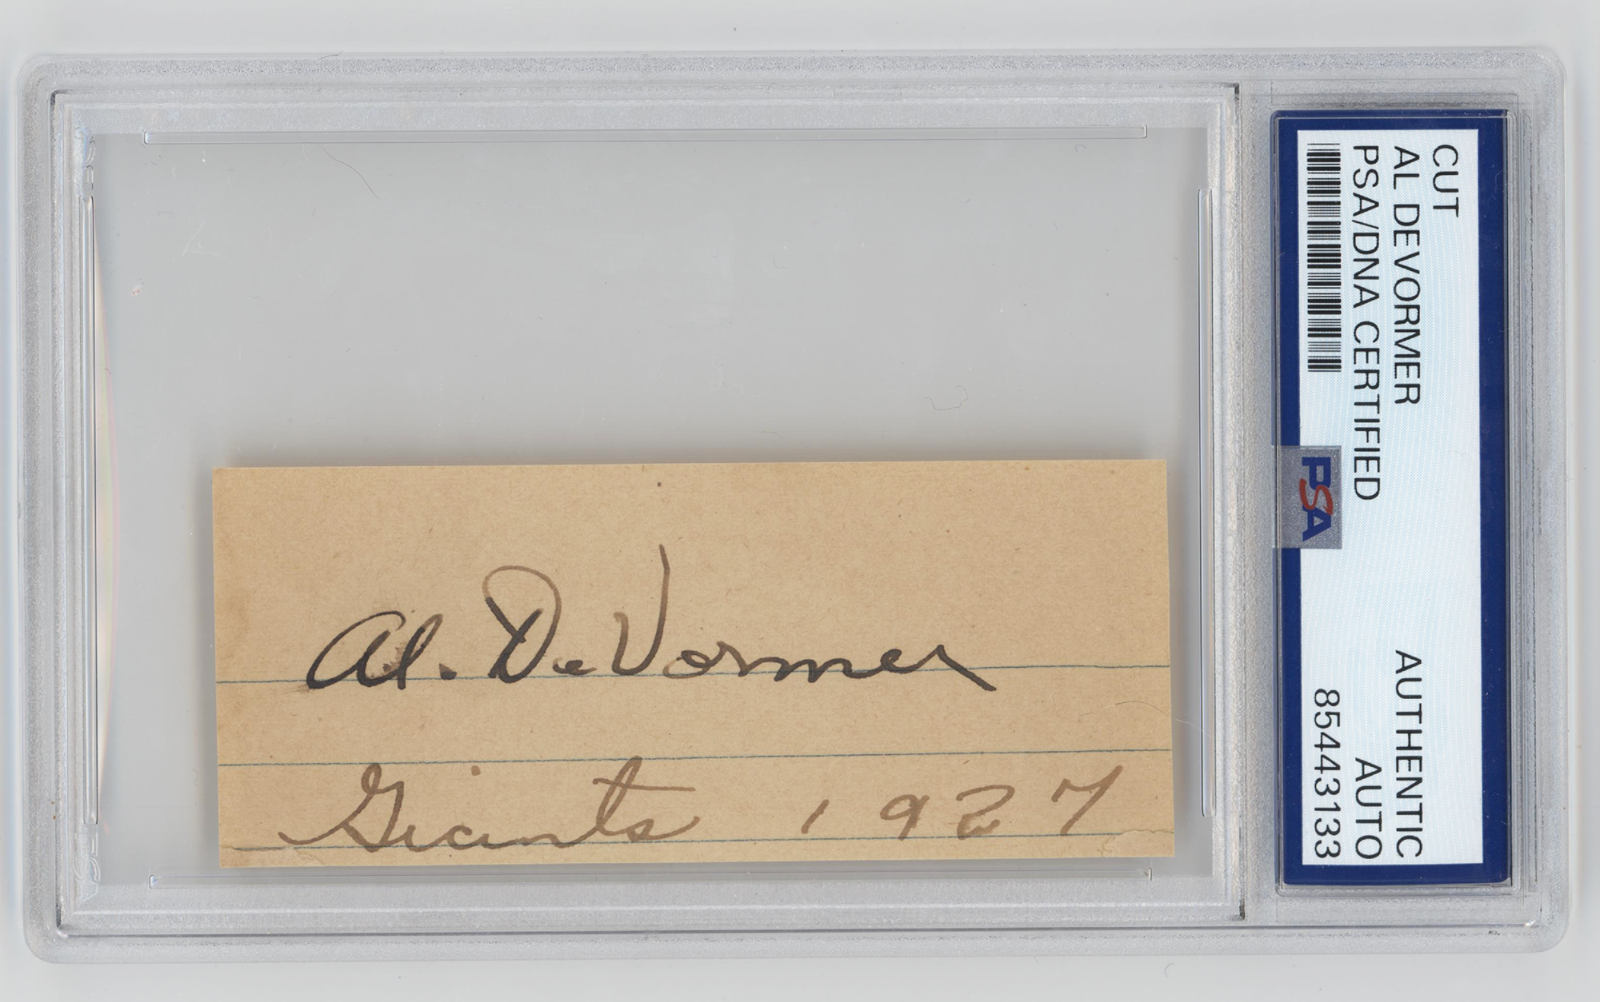 Al. DeVormer
Giants 1927
CUT
AL DEVORMER
PSA/DNA CERTIFIED
AUTHENTIC
AUTO
85443133
PSA